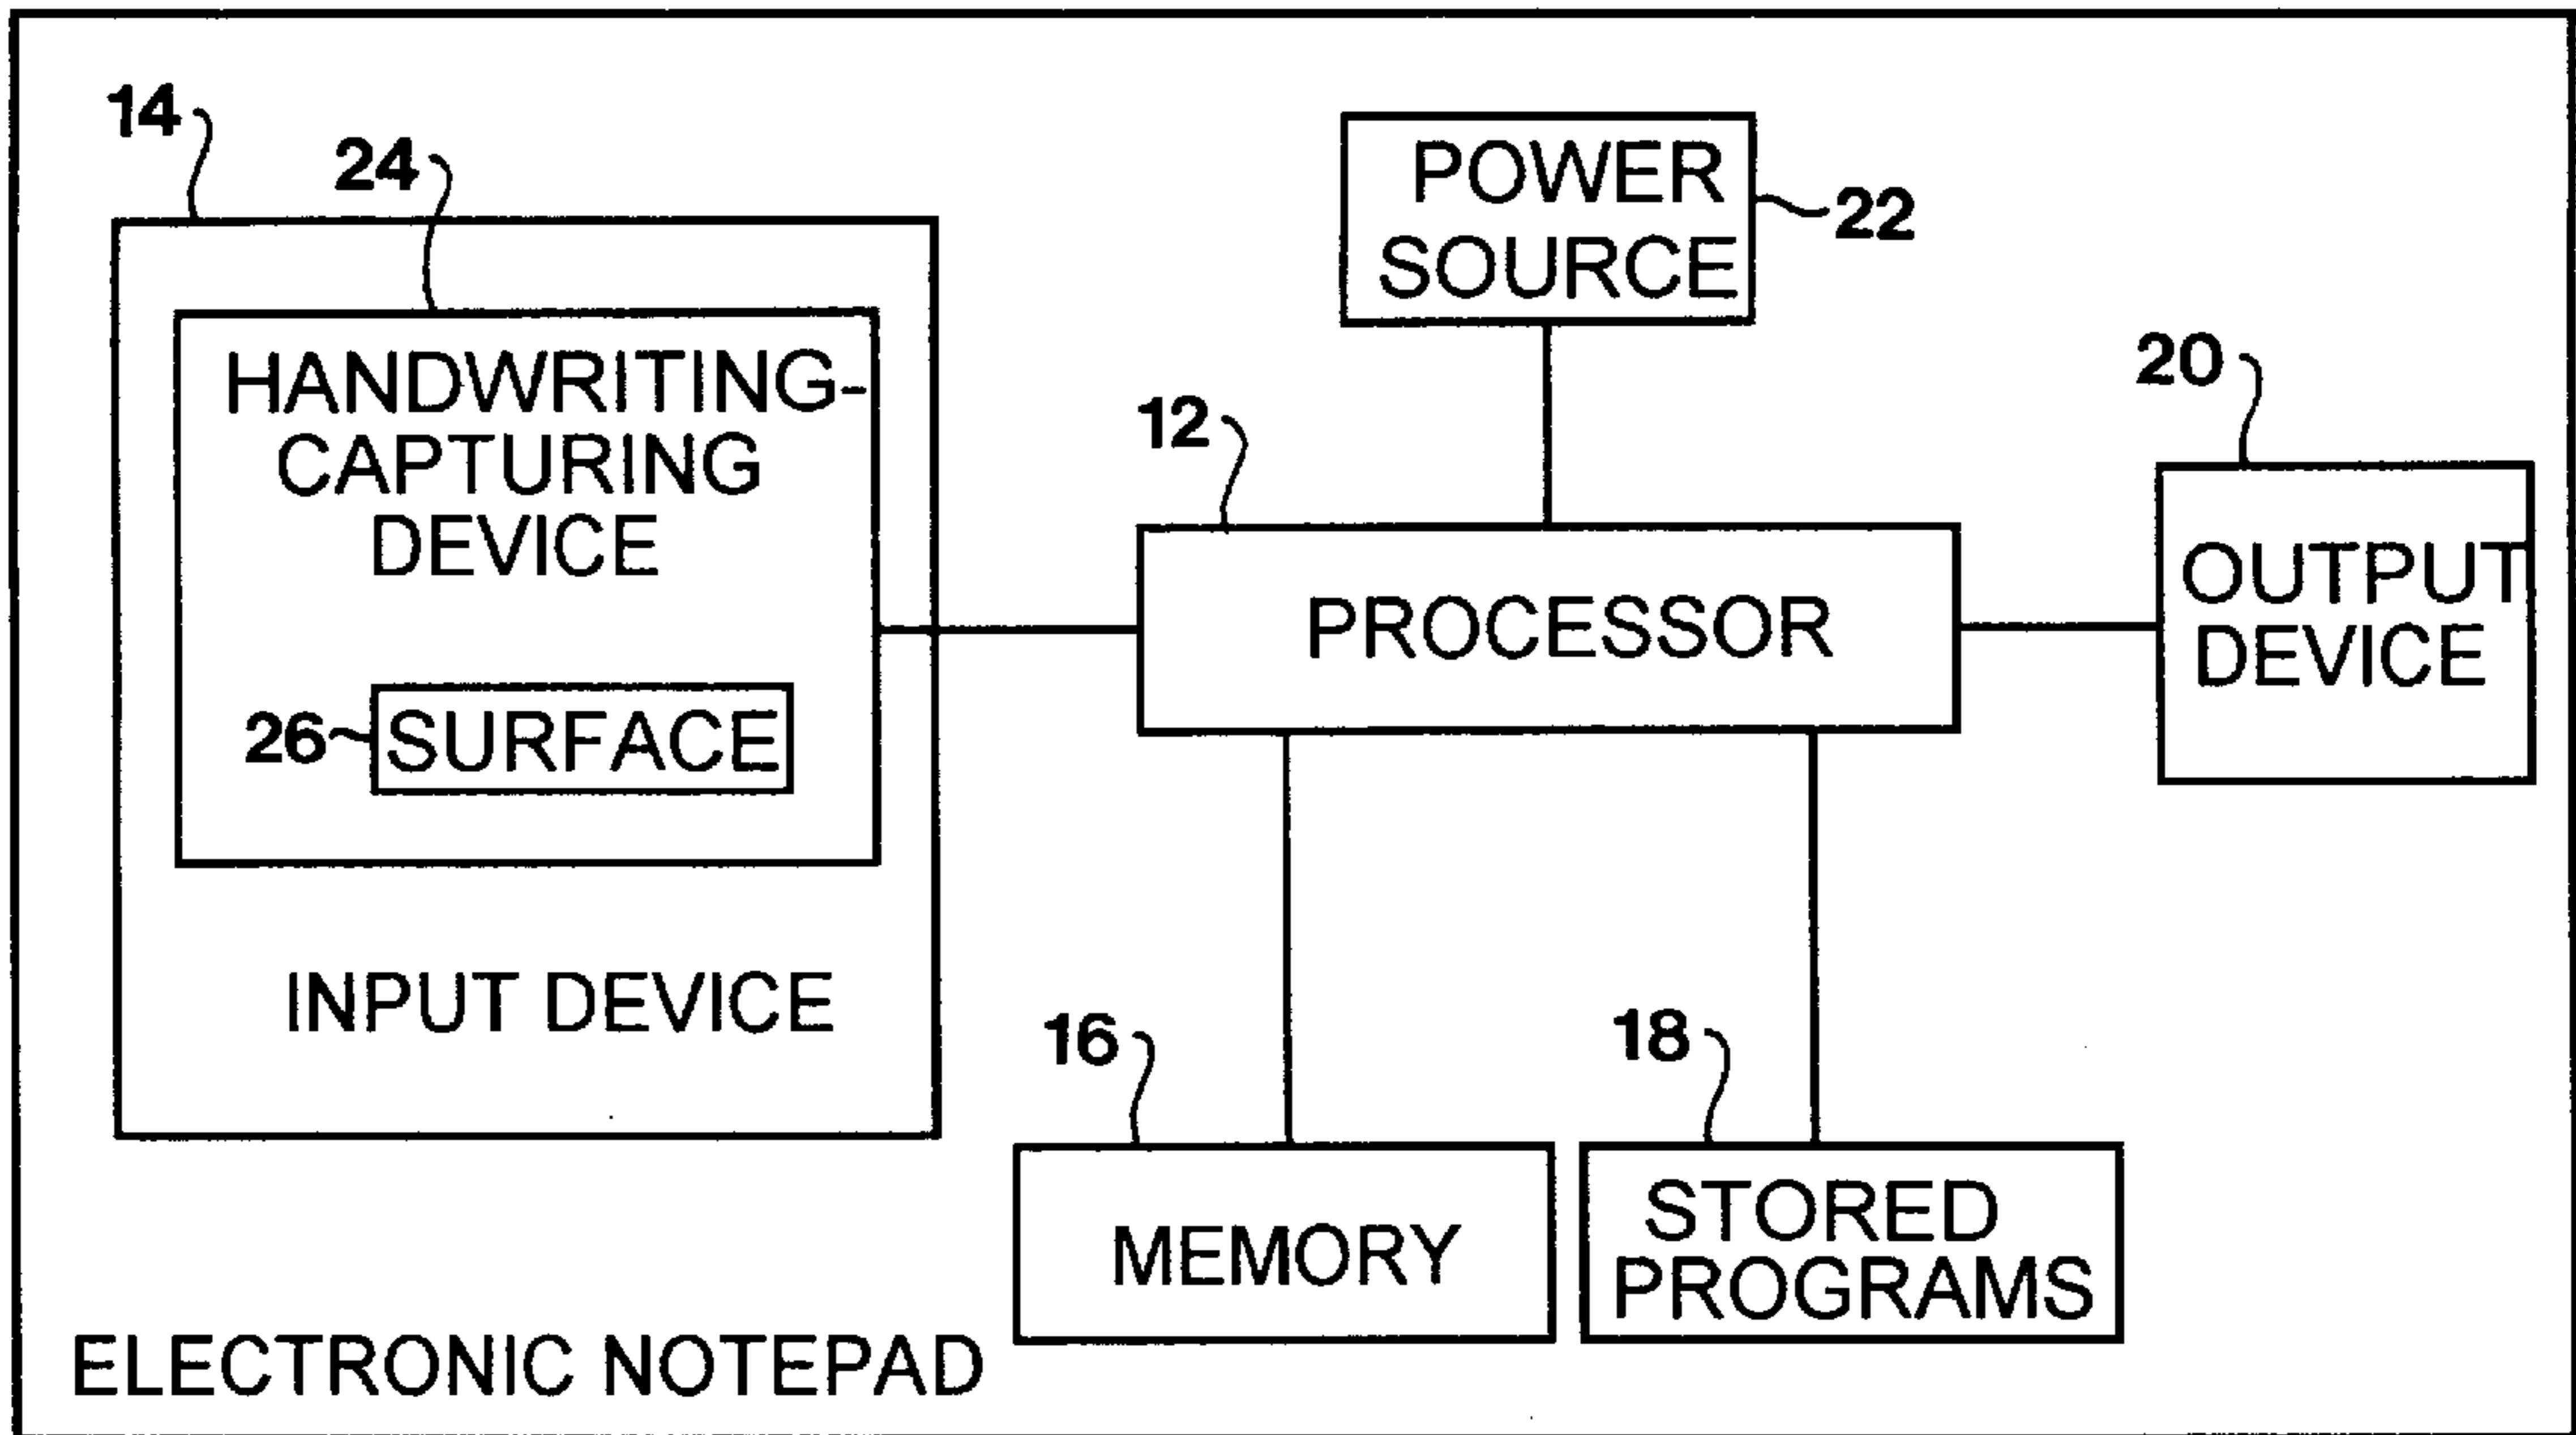 14
24
HANDWRITING-
CAPTURING
DEVICE
26
SURFACE
INPUT DEVICE
POWER
SOURCE
22
12
PROCESSOR
20
OUTPUT
DEVICE
16
MEMORY
18
STORED
PROGRAMS
ELECTRONIC NOTEPAD